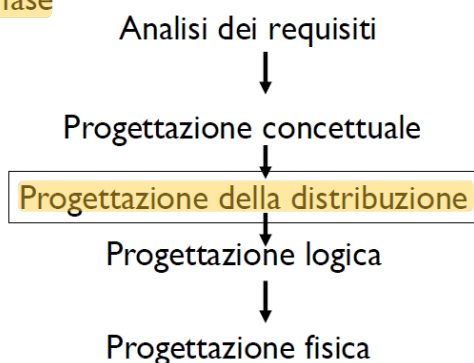 Analisi dei requisiti
Progettazione concettuale
Progettazione della distribuzione
Progettazione logica
Progettazione fisica